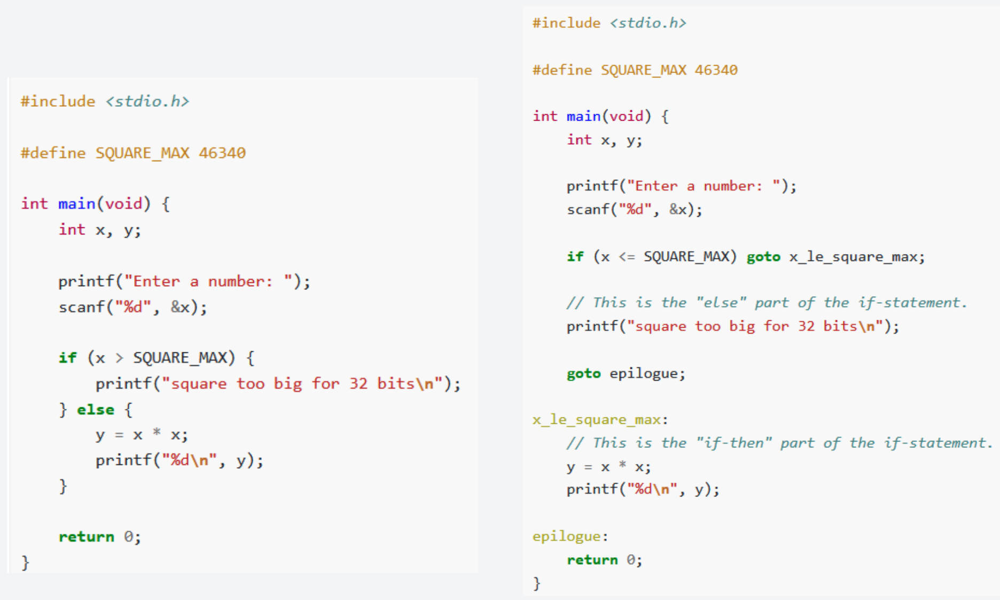 #include <stdio.h>
#define SQUARE_MAX 46340
int main(void) {
    int x, y;
    printf("Enter a number: ");
    scanf("%d", &x);
    if (x > SQUARE_MAX) {
        printf("square too big for 32 bits\n");
    } else {
        y = x * x;
        printf("%d\n", y);
    }
    return 0;
}
#include <stdio.h>
#define SQUARE_MAX 46340
int main(void) {
    int x, y;
    printf("Enter a number: ");
    scanf("%d", &x);
    if (x <= SQUARE_MAX) goto x_le_square_max;
    // This is the "else" part of the if-statement.
    printf("square too big for 32 bits\n");
    goto epilogue;
x_le_square_max:
    // This is the "if-then" part of the if-statement.
    y = x * x;
    printf("%d\n", y);
epilogue:
    return 0;
}